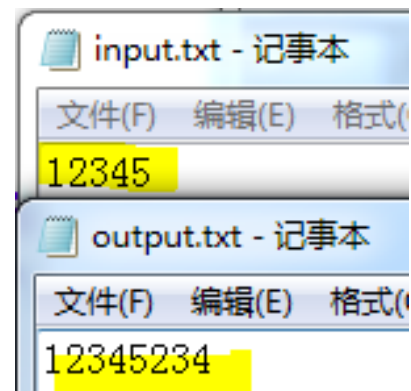 input.txt - 记事本
文件(F) 编辑(E) 格式(
12345
output.txt - 记事本
文件(F) 编辑(E) 格式(
12345234